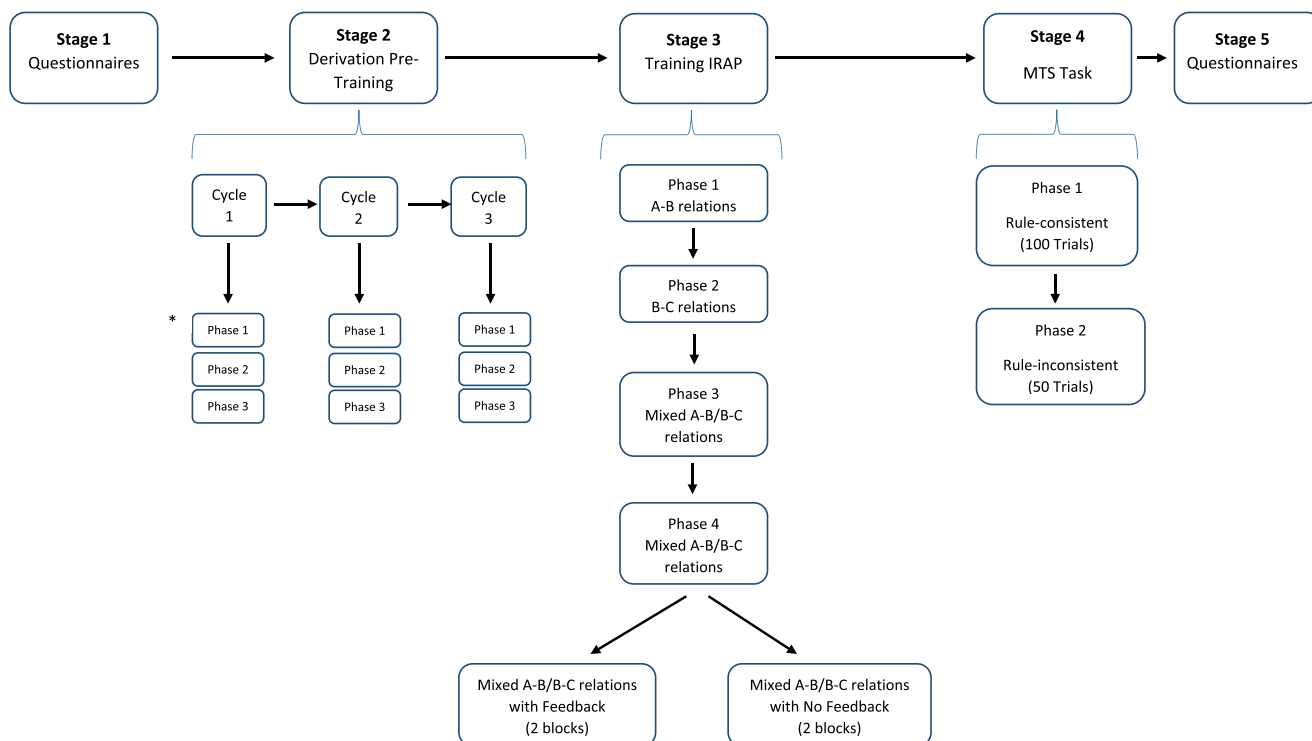 Stage 1
Questionnaires
Stage 2
Derivation Pre-
Training
Stage 3
Training IRAP
Stage 4
MTS Task
Stage 5
Questionnaires
Cycle
1
Cycle
2
Cycle
3
*
Phase 1
Phase 2
Phase 3
Phase 1
Phase 2
Phase 3
Phase 1
Phase 2
Phase 3
Phase 1
A-B relations
Phase 2
B-C relations
Phase 3
Mixed A-B/B-C
relations
Phase 4
Mixed A-B/B-C
relations
Mixed A-B/B-C relations
with Feedback
(2 blocks)
Mixed A-B/B-C relations
with No Feedback
(2 blocks)
Phase 1
Rule-consistent
(100 Trials)
Phase 2
Rule-inconsistent
(50 Trials)